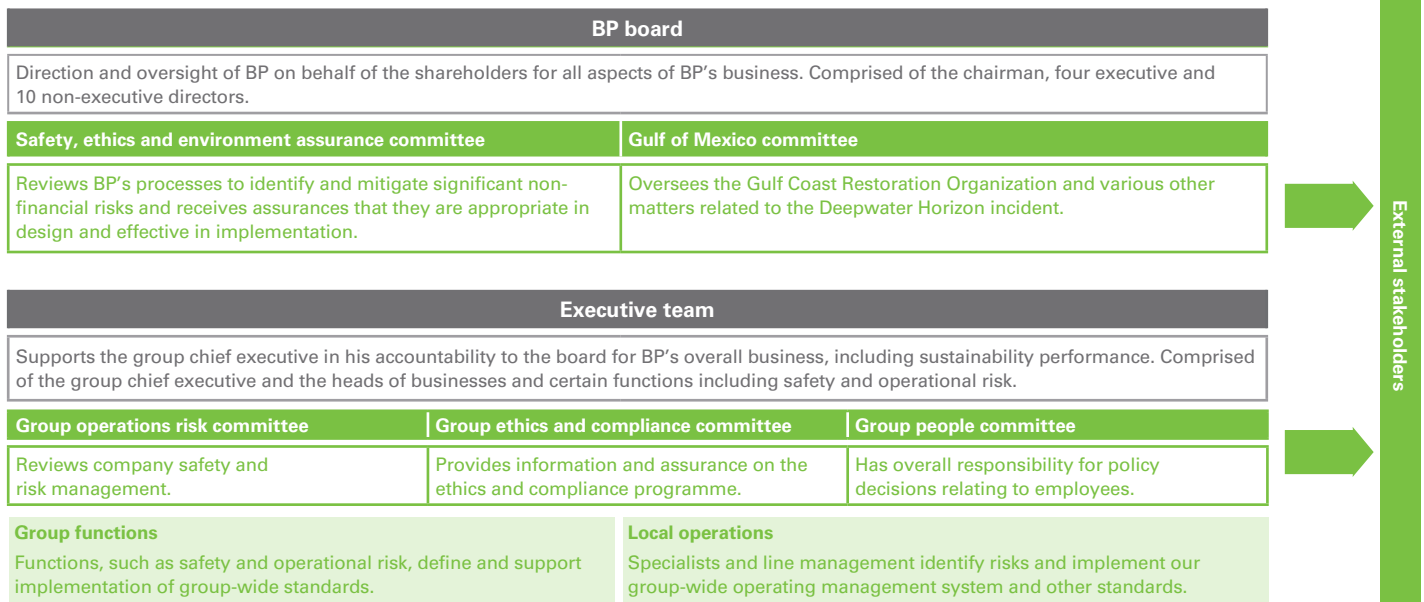 BP board
Direction and oversight of BP on behalf of the shareholders for all aspects of BP's business. Comprised of the chairman, four executive and
10 non-executive directors.
Safety, ethics and environment assurance committee
Reviews BP's processes to identify and mitigate significant non-
financial risks and receives assurances that they are appropriate in
design and effective in implementation.
Gulf of Mexico committee
Oversees the Gulf Coast Restoration Organization and various other
matters related to the Deepwater Horizon incident.
Executive team
Supports the group chief executive in his accountability to the board for BP's overall business, including sustainability performance. Comprised
of the group chief executive and the heads of businesses and certain functions including safety and operational risk.
Group operations risk committee
Reviews company safety and
risk management.
Group ethics and compliance committee
Provides information and assurance on the
ethics and compliance programme.
Group people committee
Has overall responsibility for policy
decisions relating to employees.
Group functions
Functions, such as safety and operational risk, define and support
implementation of group-wide standards.
Local operations
Specialists and line management identify risks and implement our
group-wide operating management system and other standards.
External stakeholders